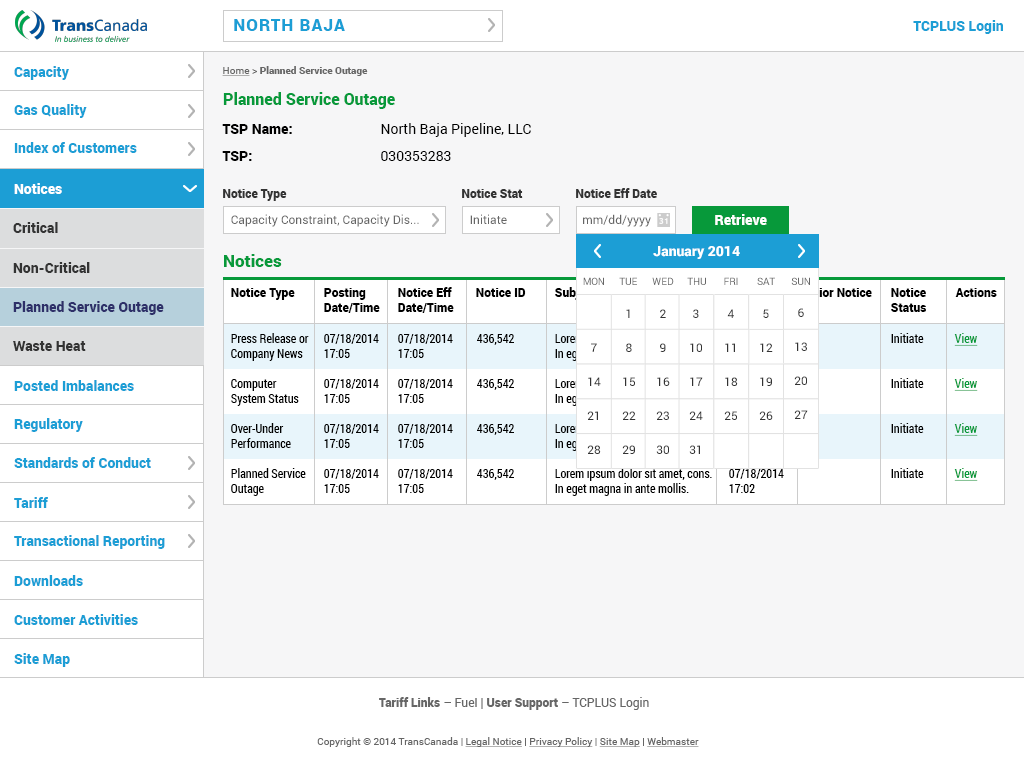 TransCanada
In business to deliver
NORTH BAJA
TCPLUS Login
Capacity
Gas Quality
Index of Customers
Notices
Critical
Non-Critical
Planned Service Outage
Waste Heat
Posted Imbalances
Regulatory
Standards of Conduct
Tariff
Transactional Reporting
Downloads
Customer Activities
Site Map
Home > Planned Service Outage
Planned Service Outage
TSP Name: North Baja Pipeline, LLC
TSP: 030353283
Notice Type Notice Stat Notice Eff Date
Capacity Constraint, Capacity Dis... Initiate mm/dd/yyyy 31 Retrieve
January 2014
MON TUE WED THU FRI SAT SUN
1 2 3 4 5 6
7 8 9 10 11 12 13
14 15 16 17 18 19 20
21 22 23 24 25 26 27
28 29 30 31
Notices
Notice Type Posting Notice Eff Notice ID Sub ior Notice Notice Actions
Date/Time Date/Time Status
Press Release or 07/18/2014 07/18/2014 436,542 Lore Initiate View
Company News 17:05 17:05 In eg
Computer 07/18/2014 07/18/2014 436,542 Lore Initiate View
System Status 17:05 17:05 In eg
Over-Under 07/18/2014 07/18/2014 436,542 Lore Initiate View
Performance 17:05 17:05 In eg
Planned Service 07/18/2014 07/18/2014 436,542 Lorem ipsum dolor sit amet, cons. 07/18/2014 Initiate View
Outage 17:05 17:05 In eget magna in ante mollis. 17:02
Tariff Links – Fuel | User Support – TCPLUS Login
Copyright © 2014 TransCanada | Legal Notice | Privacy Policy | Site Map | Webmaster